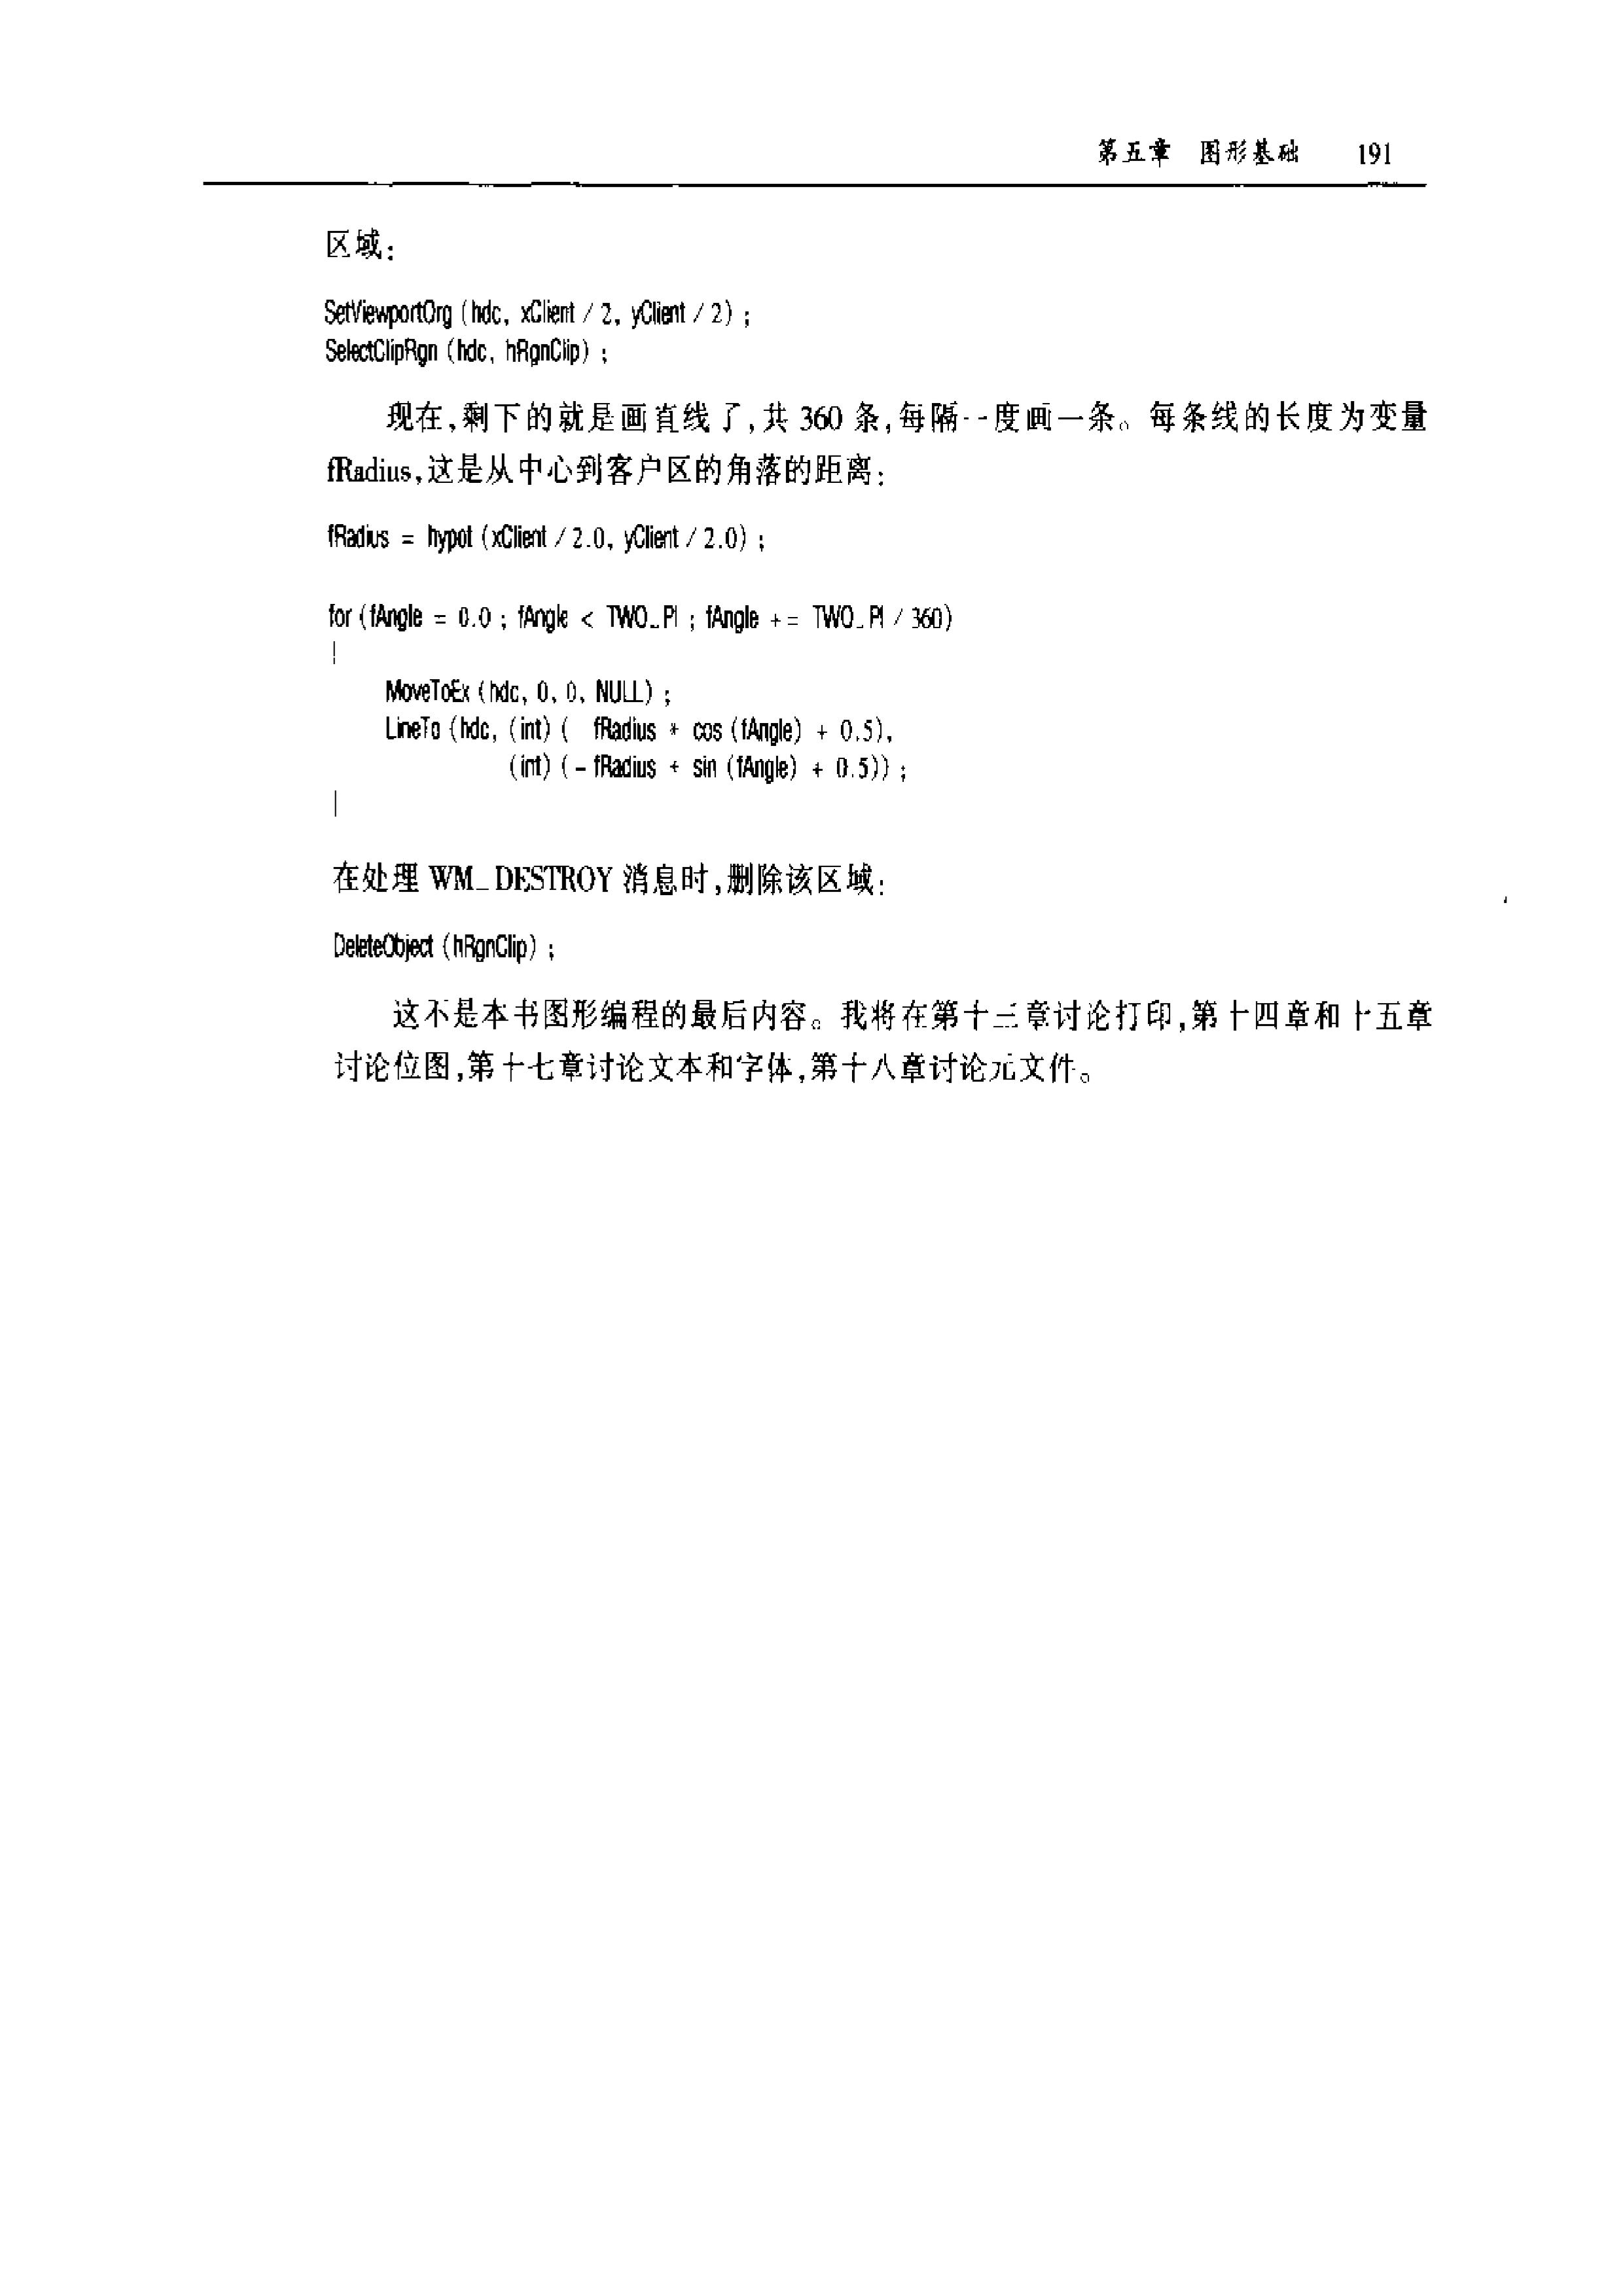 第五章 图形基础 191
区域:
SetViewportOrg (hdc, xClient / 2, yClient / 2) ;
SelectClipRgn (hdc, hRgnClip) ;
现在,剩下的就是画直线了,共 360 条,每隔一度画一条。每条线的长度为变量
fRadius,这是从中心到客户区的角落的距离:
fRadius = hypot (xClient / 2.0, yClient / 2.0) ;
for (fAngle = 0.0 ; fAngle < TWO_PI ; fAngle += TWO_PI / 360)
{
MoveToEx (hdc, 0, 0, NULL) ;
LineTo (hdc, (int) ( fRadius * cos (fAngle) + 0.5),
(int) (- fRadius * sin (fAngle) + 0.5)) ;
}
在处理 WM_DESTROY 消息时,删除该区域:
DeleteObject (hRgnClip) ;
这不是本书图形编程的最后内容。我将在第十三章讨论打印,第十四章和十五章
讨论位图,第十七章讨论文本和字体,第十八章讨论元文件。